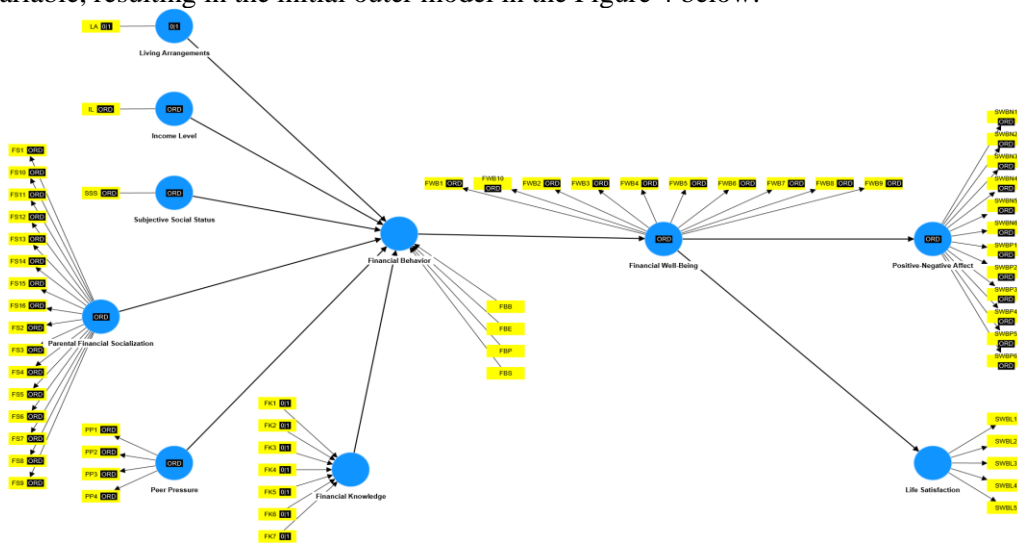 variable, resulting in the initial outer model in the Figure 4 below:
LA 0|1
0|1
Living Arrangements
IL ORD
ORD
Income Level
SSS ORD
ORD
Subjective Social Status
FS1 ORD
FS10 ORD
FS11 ORD
FS12 ORD
FS13 ORD
FS14 ORD
FS15 ORD
FS16 ORD
FS2 ORD
FS3 ORD
FS4 ORD
FS5 ORD
FS6 ORD
FS7 ORD
FS8 ORD
FS9 ORD
ORD
Parental Financial Socialization
PP1 ORD
PP2 ORD
PP3 ORD
PP4 ORD
ORD
Peer Pressure
FK1 0|1
FK2 0|1
FK3 0|1
FK4 0|1
FK5 0|1
FK6 0|1
FK7 0|1
Financial Knowledge
Financial Behavior
FBB
FBE
FBP
FBS
FWB1 ORD
FWB10
ORD
FWB2 ORD
FWB3 ORD
FWB4 ORD
FWB5 ORD
FWB6 ORD
FWB7 ORD
FWB8 ORD
FWB9 ORD
ORD
Financial Well-Being
ORD
Positive-Negative Affect
SWBN1
ORD
SWBN2
ORD
SWBN3
ORD
SWBN4
ORD
SWBN5
ORD
SWBN6
ORD
SWBP1
ORD
SWBP2
ORD
SWBP3
ORD
SWBP4
ORD
SWBP5
ORD
SWBP6
ORD
Life Satisfaction
SWBL1
SWBL2
SWBL3
SWBL4
SWBL5